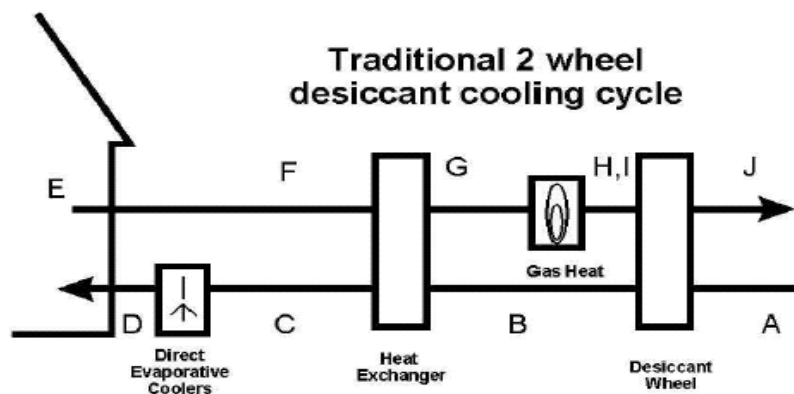 Traditional 2 wheel
desiccant cooling cycle
E
F
G
H,I
J
Gas Heat
D
C
B
A
Direct
Evaporative
Coolers
Heat
Exchanger
Desiccant
Wheel